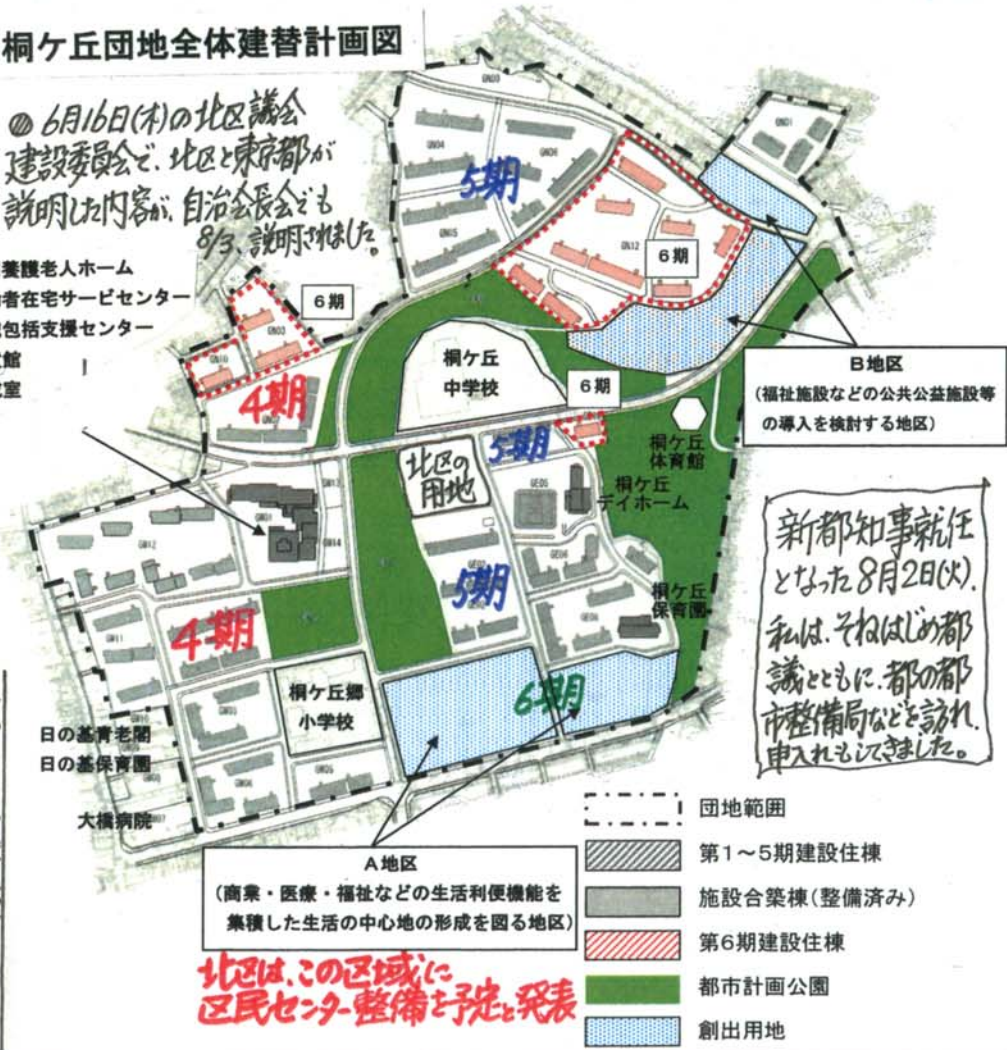 桐ケ丘団地全体建替計画図
6月16日(木)の北区議会
建設委員会で、北区と東京都が
説明した内容が、自治会長会でも
8/3、説明されました。
養護老人ホーム
者在宅サービセンター
包括支援センター
館
室
GN03
GN04
GN15
5期
GN12
6期
GN01
6期
GN02
GN10
4期
桐ケ丘
中学校
6期
5期
B地区
(福祉施設などの公共公益施設等
の導入を検討する地区)
桐ケ丘
体育館
桐ケ丘
デイホーム
北区の
用地
GE05
GW13
GW14
GW12
GE04
新都知事就任
となった8月2日(火)、
私は、そねはじめ都
議とともに、都の都
市整備局などを訪れ、
申入れもしてきました。
桐ケ丘
保育園
5期
4期
GW11
6期
桐ケ丘郷
小学校
日の基青老閣
日の基保育園
大橋病院
A地区
(商業・医療・福祉などの生活利便機能を
集積した生活の中心地の形成を図る地区)
北区は、この区域に
区民センター整備を予定と発表
団地範囲
第1～5期建設住棟
施設合築棟(整備済み)
第6期建設住棟
都市計画公園
創出用地